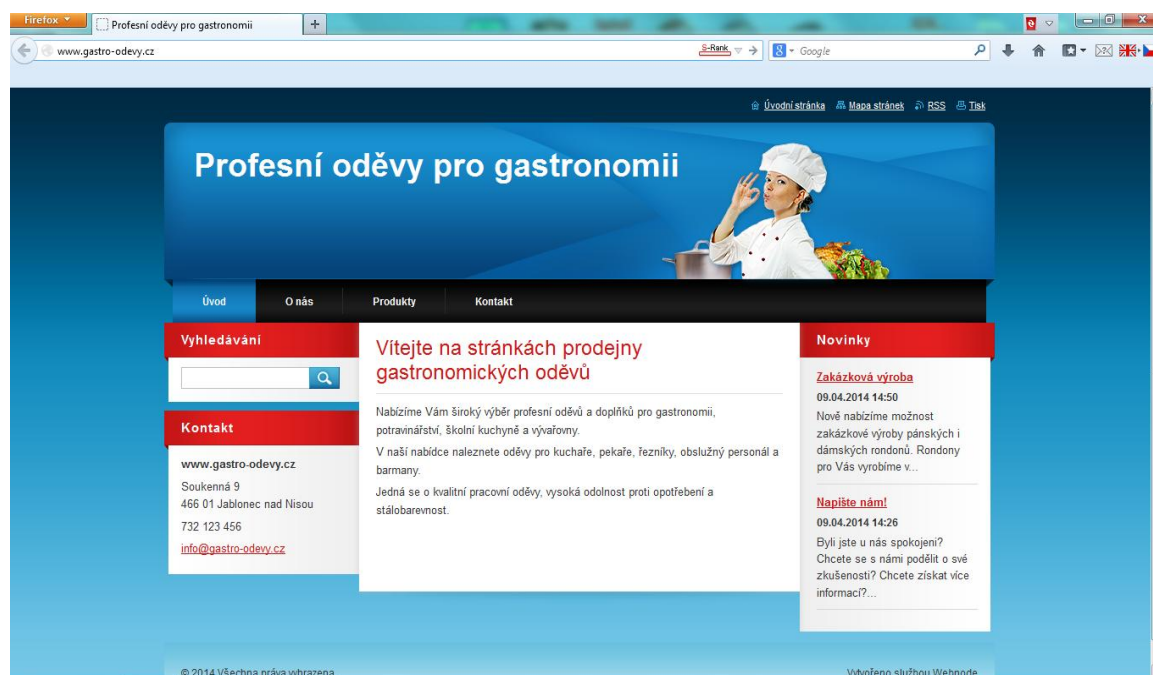 Firefox
Profesní oděvy pro gastronomii
+
www.gastro-odevy.cz
S-Rank
Google
Úvodní stránka Mapa stránek RSS Tisk
Profesní oděvy pro gastronomii
Úvod O nás Produkty Kontakt
Vyhledávání
Kontakt
www.gastro-odevy.cz
Soukenná 9
466 01 Jablonec nad Nisou
732 123 456
info@gastro-odevy.cz
Vítejte na stránkách prodejny
gastronomických oděvů
Nabízíme Vám široký výběr profesní oděvů a doplňků pro gastronomii,
potravinářství, školní kuchyně a vývařovny.
V naší nabídce naleznete oděvy pro kuchaře, pekaře, řezníky, obslužný personál a
barmany.
Jedná se o kvalitní pracovní oděvy, vysoká odolnost proti opotřebení a
stálobarevnost.
Novinky
Zakázková výroba
09.04.2014 14:50
Nově nabízíme možnost
zakázkové výroby pánských i
dámských rondonů. Rondony
pro Vás vyrobíme v...
Napište nám!
09.04.2014 14:26
Byli jste u nás spokojeni?
Chcete se s námi podělit o své
zkušenosti? Chcete získat více
informací?...
© 2014 Všechna práva vyhrazena
Vytvořeno službou Webnode